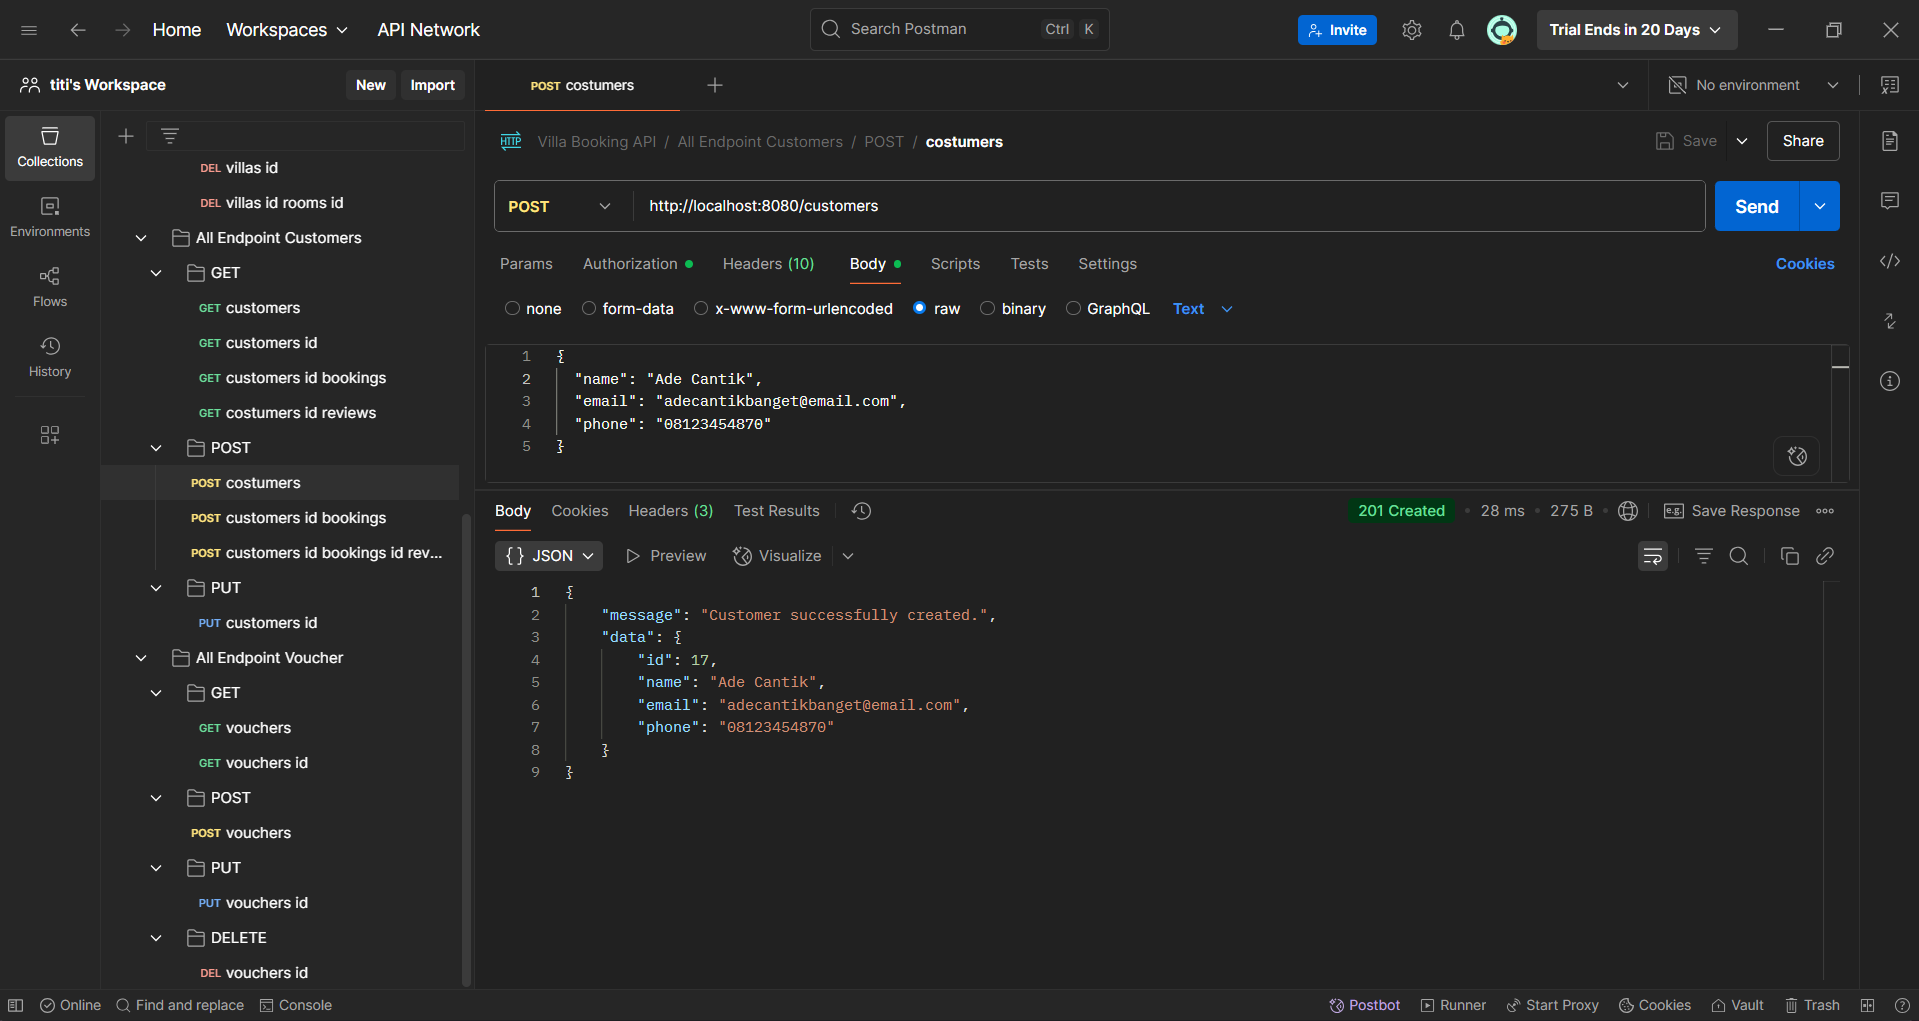 Home Workspaces API Network Search Postman Ctrl K Invite Trial Ends in 20 Days
titi's Workspace New Import POST costumers No environment
Collections
Environments
Flows
History
DEL villas id
DEL villas id rooms id
All Endpoint Customers
GET
GET customers
GET customers id
GET customers id bookings
GET costumers id reviews
POST
POST costumers
POST customers id bookings
POST customers id bookings id rev...
PUT
PUT customers id
All Endpoint Voucher
GET
GET vouchers
GET vouchers id
POST
POST vouchers
PUT
PUT vouchers id
DELETE
DEL vouchers id
HTTP Villa Booking API / All Endpoint Customers / POST / costumers Save Share
POST http://localhost:8080/customers Send
Params Authorization Headers (10) Body Scripts Tests Settings Cookies
none form-data x-www-form-urlencoded raw binary GraphQL Text
1 {
2 "name": "Ade Cantik",
3 "email": "adecantikbanget@email.com",
4 "phone": "08123454870"
5 }
Body Cookies Headers (3) Test Results 201 Created 28 ms 275 B e.g. Save Response
{} JSON Preview Visualize
1 {
2 "message": "Customer successfully created.",
3 "data": {
4 "id": 17,
5 "name": "Ade Cantik",
6 "email": "adecantikbanget@email.com",
7 "phone": "08123454870"
8 }
9 }
Online Find and replace Console Postbot Runner Start Proxy Cookies Vault Trash